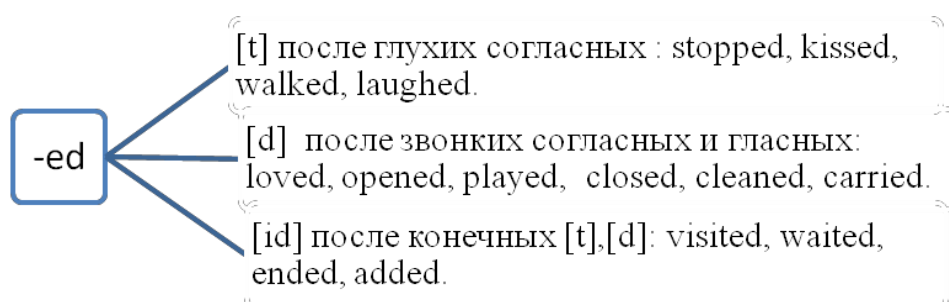 [t] после глухих согласных : stopped, kissed,
walked, laughed.
-ed
[d] после звонких согласных и гласных:
loved, opened, played, closed, cleaned, carried.
[id] после конечных [t],[d]: visited, waited,
ended, added.